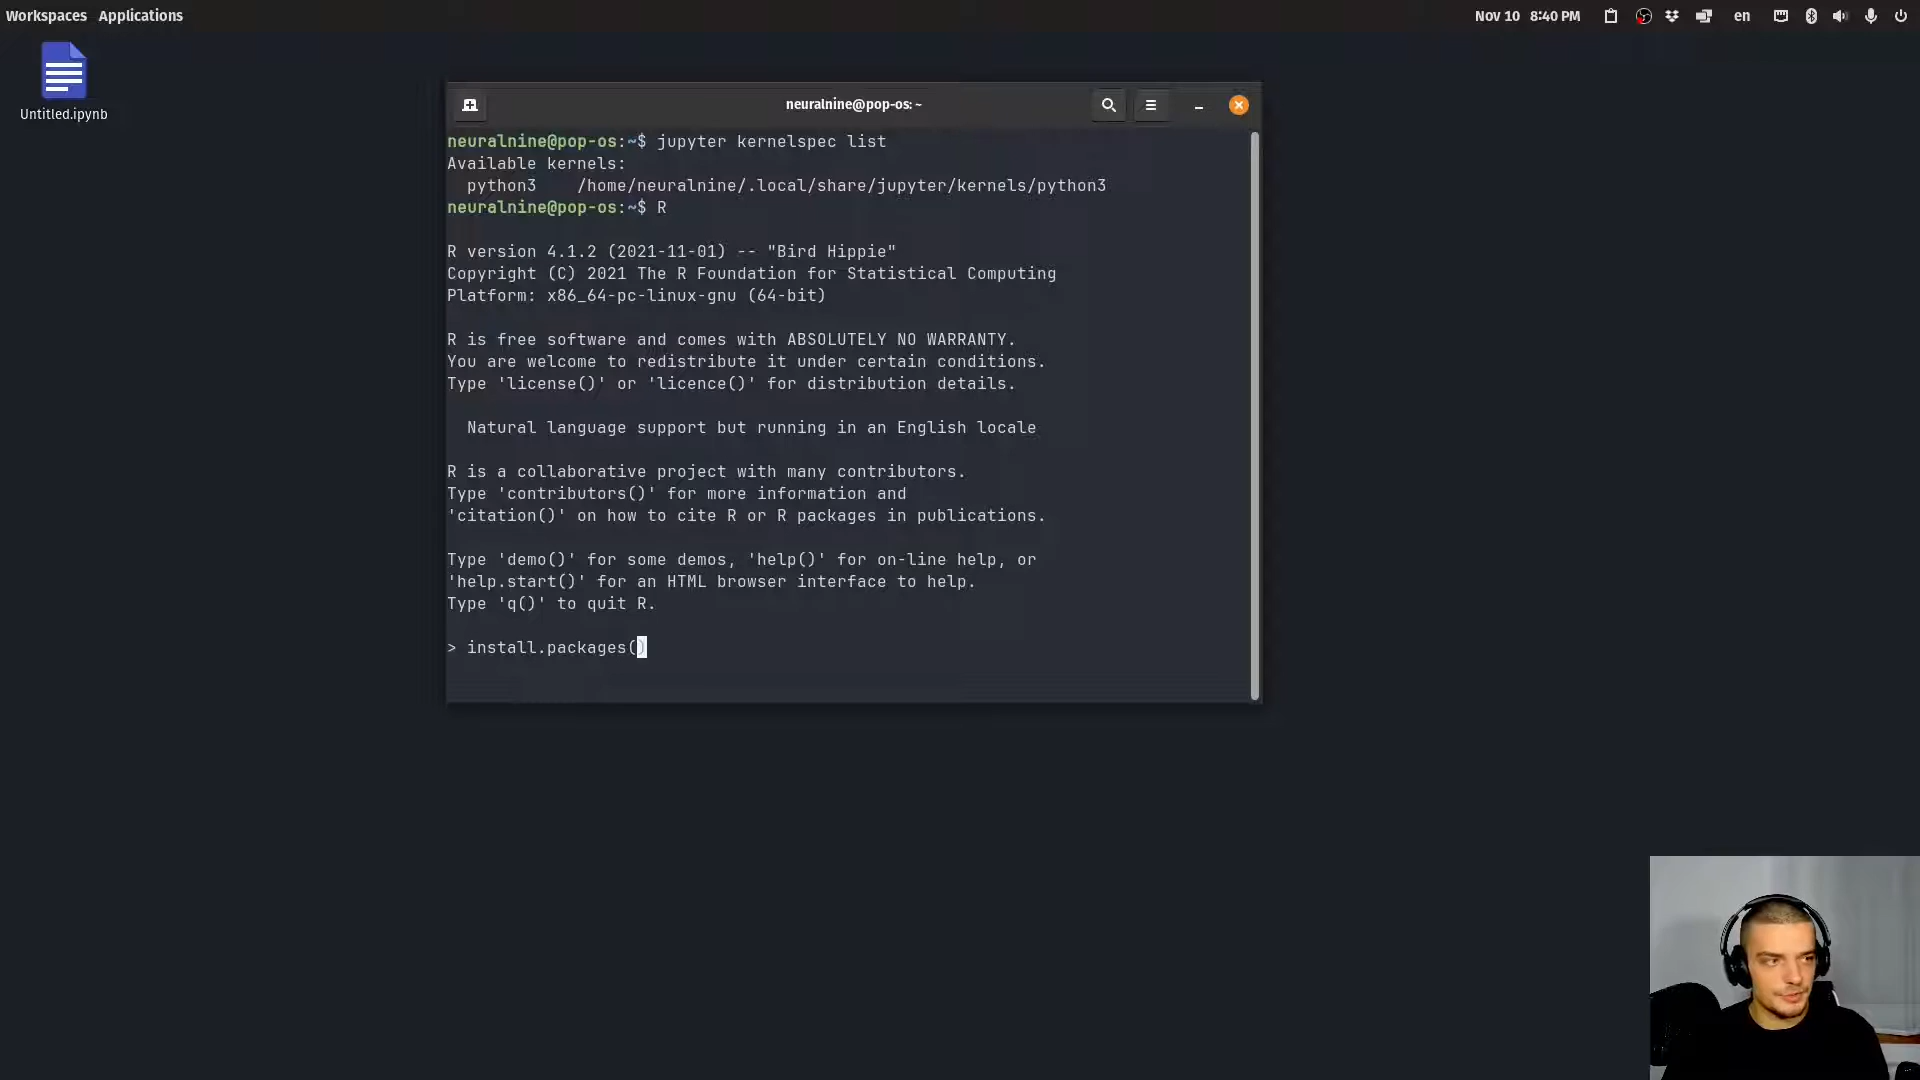 Workspaces Applications
Nov 10 8:40 PM
en
Untitled.ipynb
neuralnine@pop-os: ~
neuralnine@pop-os:~$ jupyter kernelspec list
Available kernels:
python3 /home/neuralnine/.local/share/jupyter/kernels/python3
neuralnine@pop-os:~$ R
R version 4.1.2 (2021-11-01) -- "Bird Hippie"
Copyright (C) 2021 The R Foundation for Statistical Computing
Platform: x86_64-pc-linux-gnu (64-bit)
R is free software and comes with ABSOLUTELY NO WARRANTY.
You are welcome to redistribute it under certain conditions.
Type 'license()' or 'licence()' for distribution details.
Natural language support but running in an English locale
R is a collaborative project with many contributors.
Type 'contributors()' for more information and
'citation()' on how to cite R or R packages in publications.
Type 'demo()' for some demos, 'help()' for on-line help, or
'help.start()' for an HTML browser interface to help.
Type 'q()' to quit R.
> install.packages()